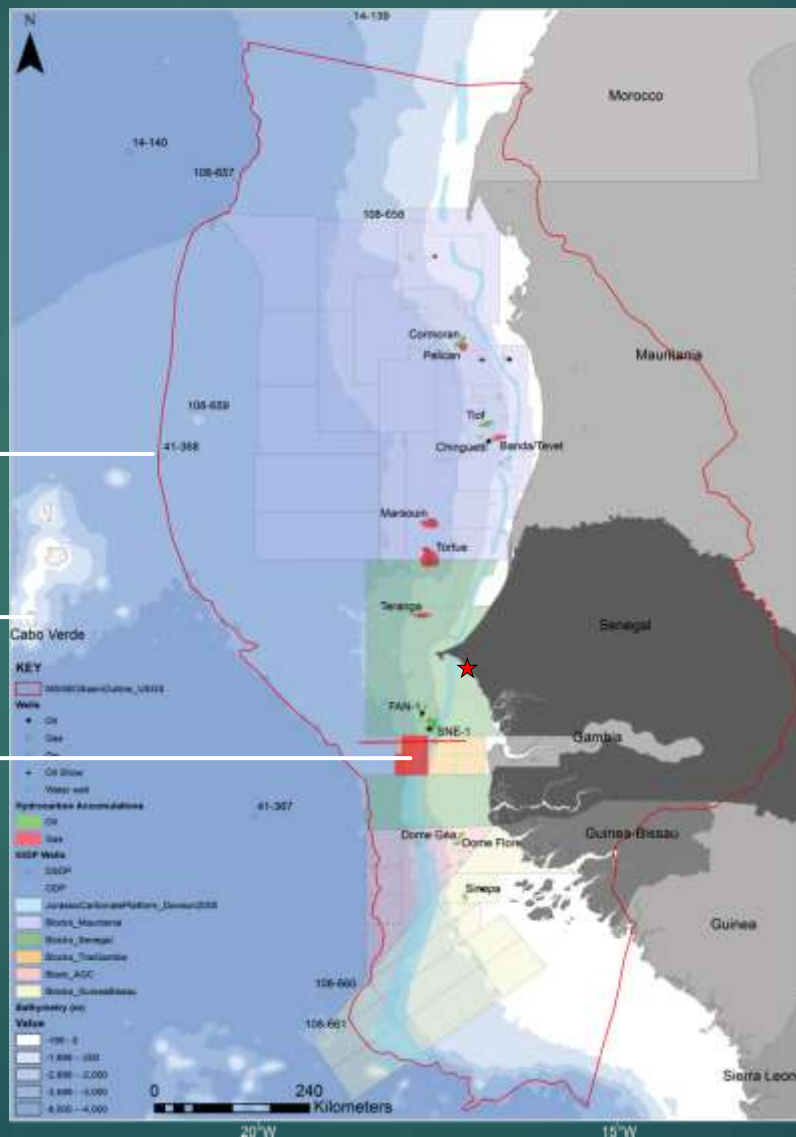 14-139
N
Morocco
14-140
108-657
108-658
Cormoran
Pelican
Mauritania
Tiof
108-659
Chinguetti
Banda/Tevet
41-368
Marsouin
Tortue
Teranga
Senegal
Cabo Verde
KEY
FAN-1
SNE-1
Wells
Oil
Gas
Gambia
Oil Show
Water well
41-367
Hydrocarbon Accumulations
Oil
Gas
Guinea-Bissau
Dome Géa
Dome Flore
DSDP
ODP
Sinapa
Blocks_Mauritania
Blocks_Senegal
Guinea
Blocks_TheGambia
Block_AGC
Blocks_GuineaBissau
108-660
Bathymetry (m)
Value
108-661
-100 - 0
Sierra Leon
0
240
Kilometers
20°W
15°W